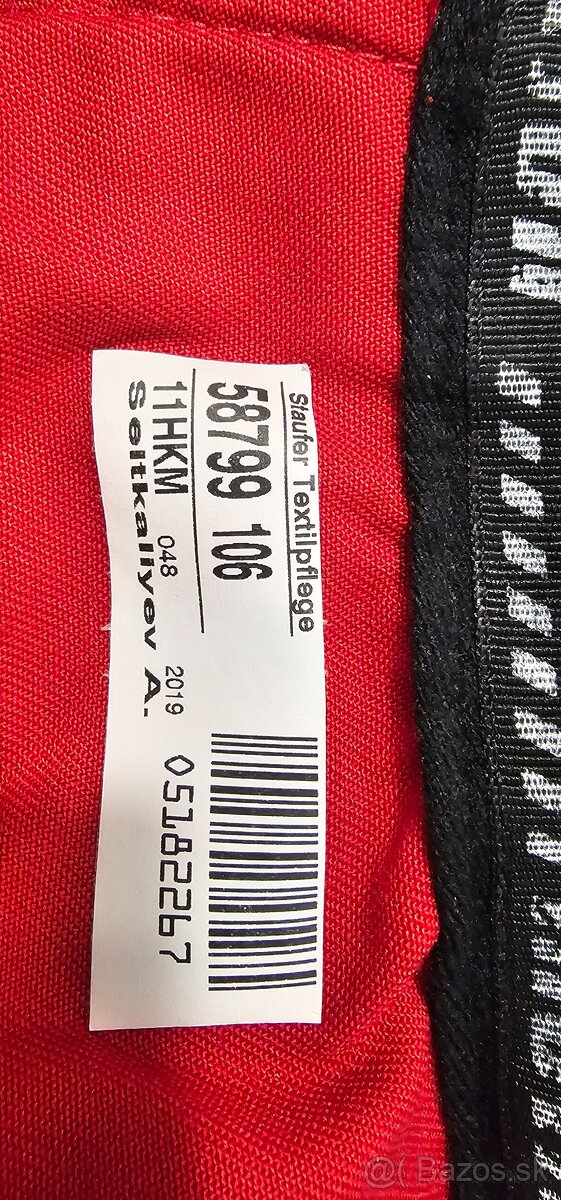 Staufer Textilpflege
58799 106
11HKM 048 2019 05182267
Seitkaliyev A.
@( Bazos.sk